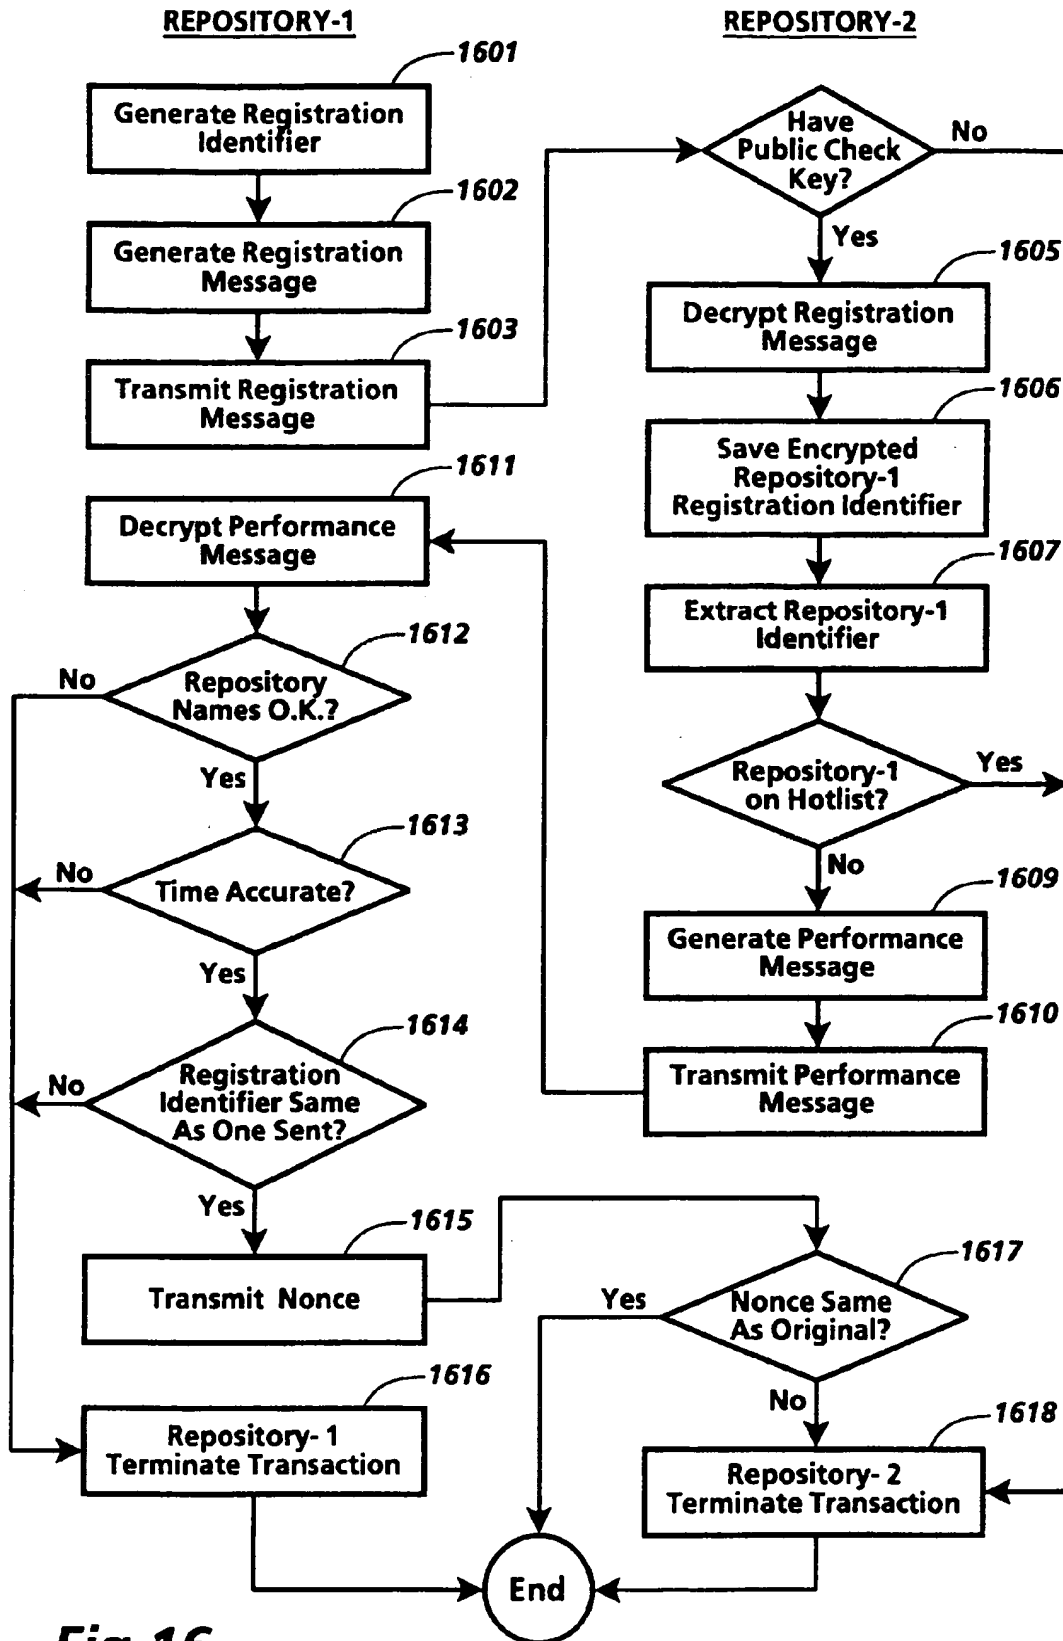 REPOSITORY-1
REPOSITORY-2
1601
Generate Registration
Identifier
1602
Generate Registration
Message
1603
Transmit Registration
Message
Have
Public Check
Key?
No
Yes
1605
Decrypt Registration
Message
1606
Save Encrypted
Repository-1
Registration Identifier
1607
Extract Repository-1
Identifier
Repository-1
on Hotlist?
Yes
No
1609
Generate Performance
Message
1610
Transmit Performance
Message
1611
Decrypt Performance
Message
1612
Repository
Names O.K.?
No
Yes
1613
Time Accurate?
No
Yes
1614
Registration
Identifier Same
As One Sent?
No
Yes
1615
Transmit Nonce
1617
Nonce Same
As Original?
Yes
No
1616
Repository- 1
Terminate Transaction
1618
Repository- 2
Terminate Transaction
End
Fig.16